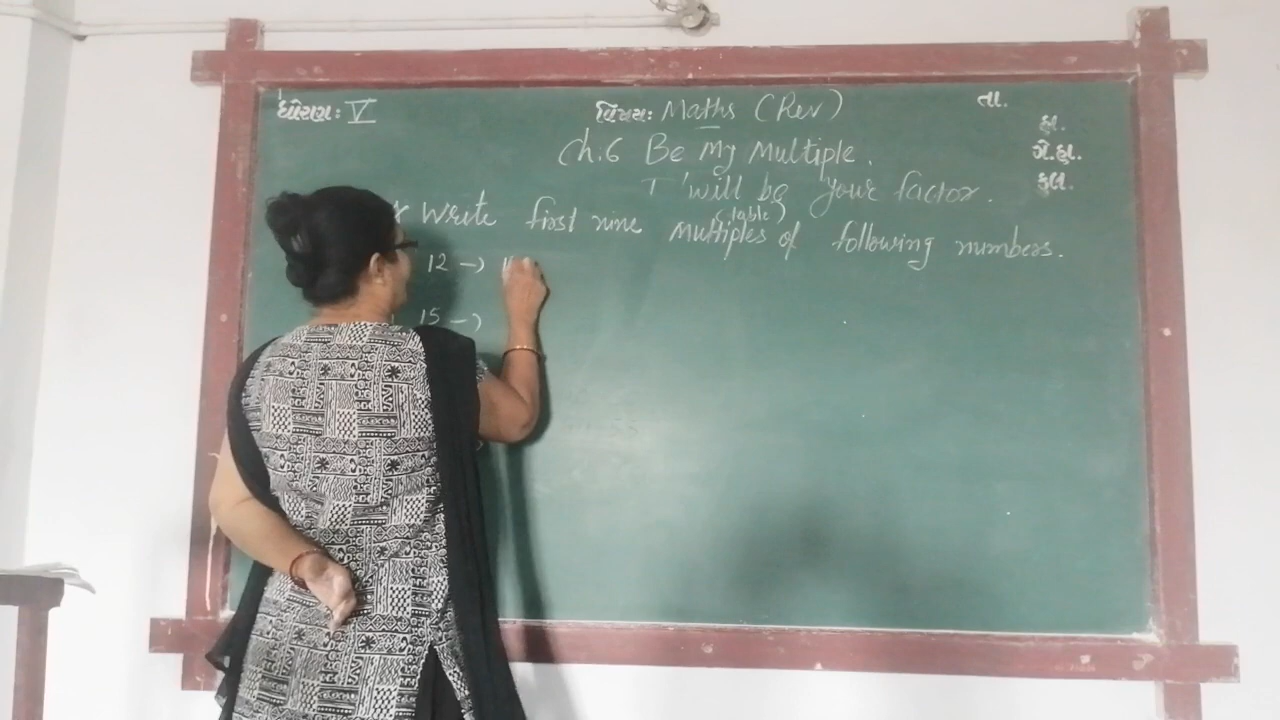 ધોરણ: V
વિષય: Maths (Rev)
તા.
હા.
ગે.હા.
કુલ.
Ch.6 Be My Multiple.
I'will be your factor.
Write first nine multiples of following numbers.
(table)
12 →
15 →